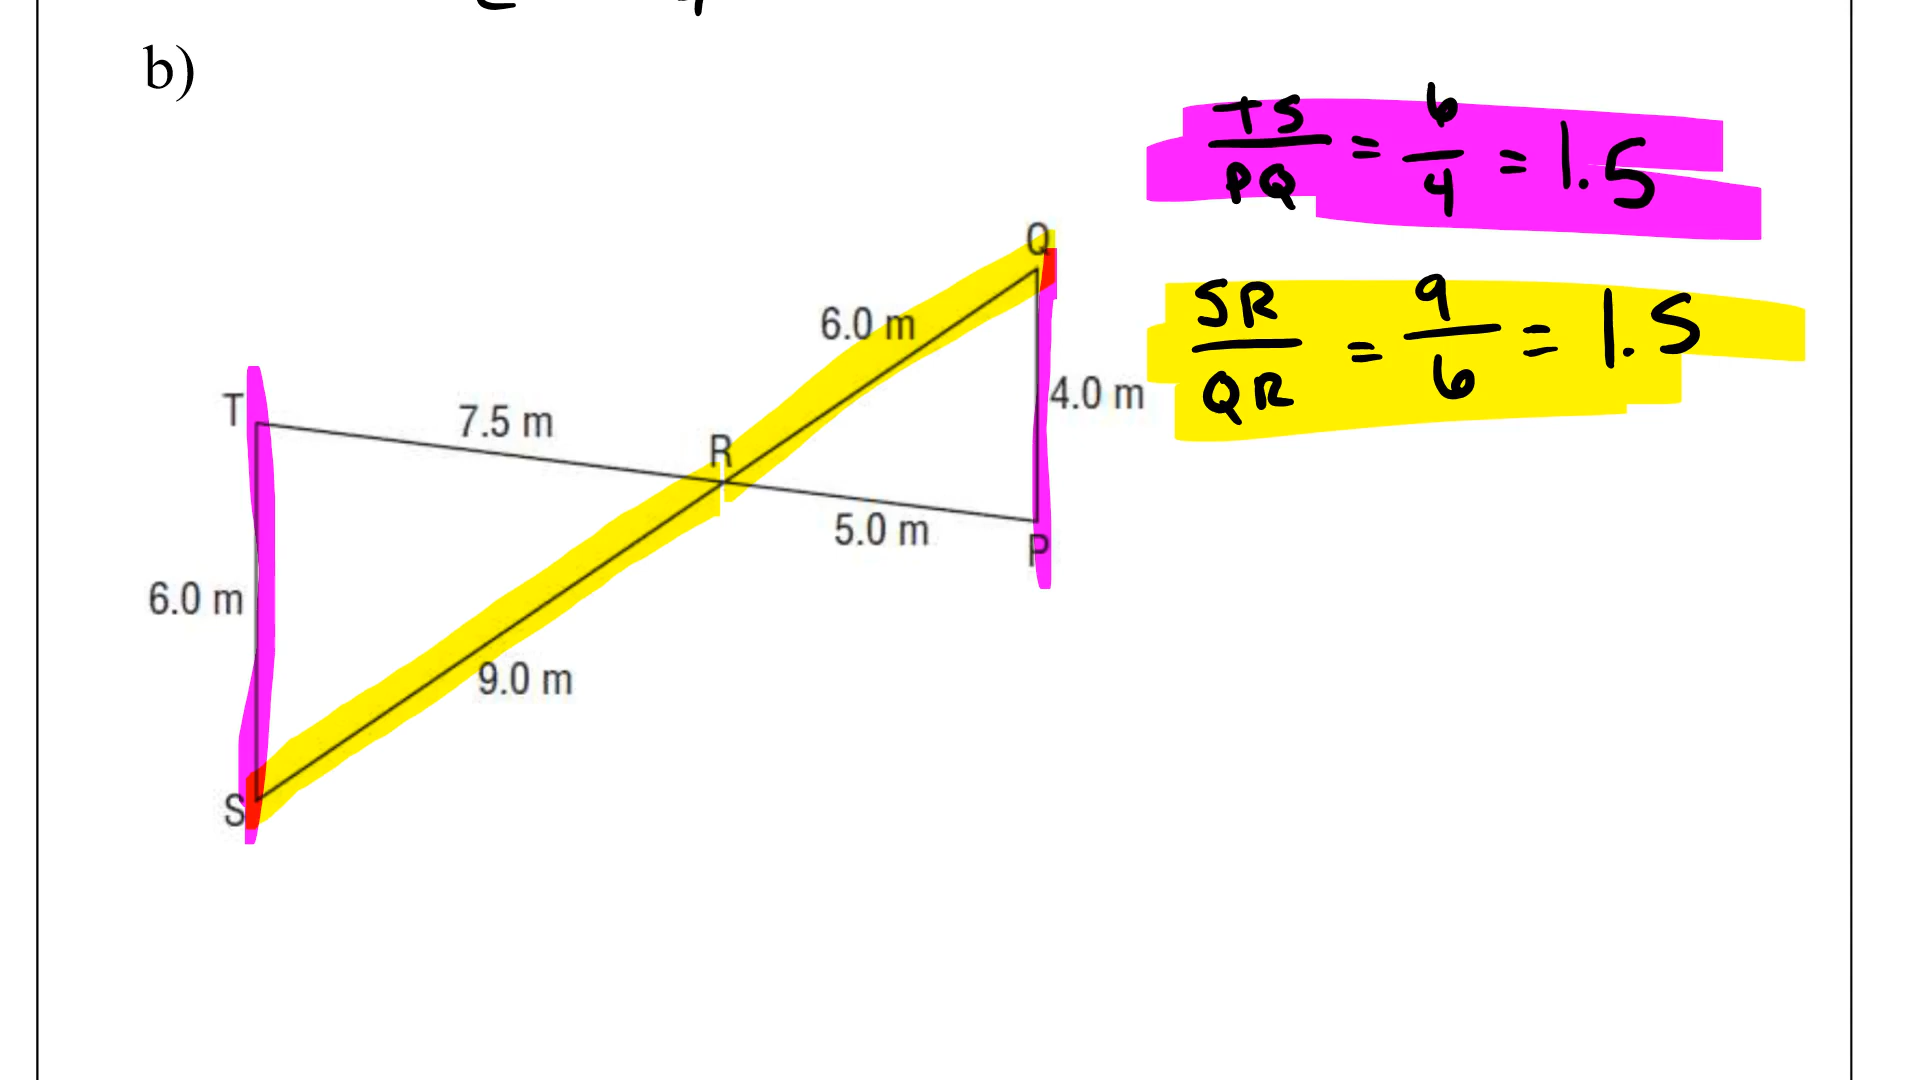 b)
TS/PQ = 6/4 = 1.5
SR/QR = 9/6 = 1.5
Q
6.0 m
4.0 m
T
7.5 m
R
5.0 m
P
6.0 m
9.0 m
S